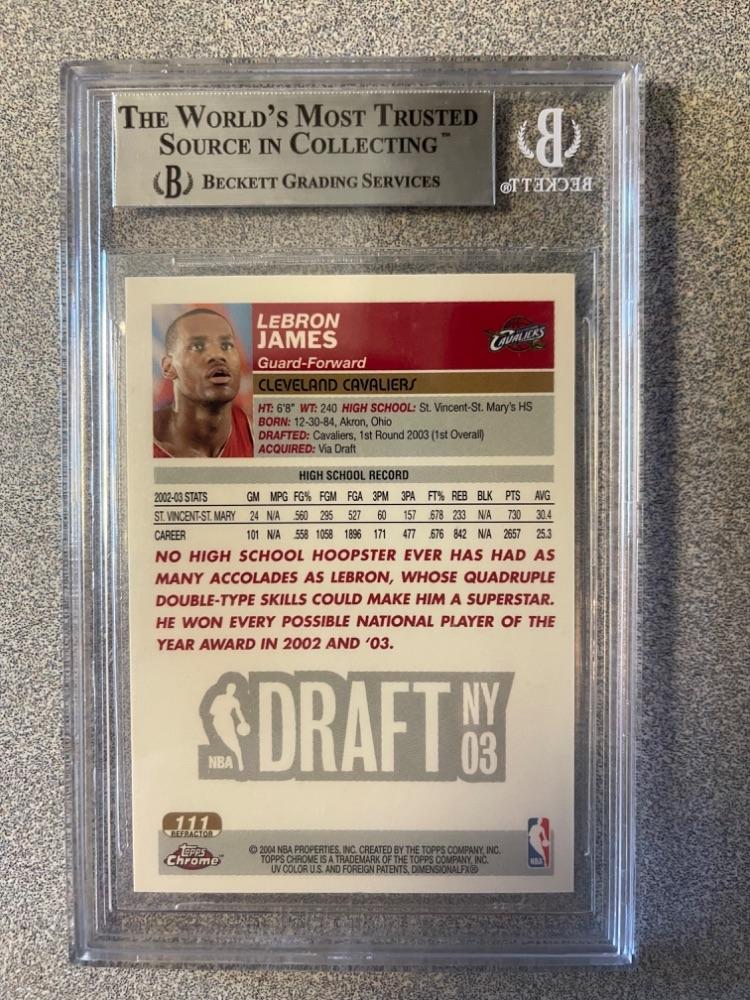 THE WORLD'S MOST TRUSTED
SOURCE IN COLLECTING™
B BECKETT GRADING SERVICES
B
BECKETT®
LEBRON
JAMES
CAVALIERS
Guard-Forward
CLEVELAND CAVALIERS
HT: 6'8" WT: 240 HIGH SCHOOL: St. Vincent-St. Mary's HS
BORN: 12-30-84, Akron, Ohio
DRAFTED: Cavaliers, 1st Round 2003 (1st Overall)
ACQUIRED: Via Draft
HIGH SCHOOL RECORD
2002-03 STATS GM MPG FG% FGM FGA 3PM 3PA FT% REB BLK PTS AVG
ST. VINCENT-ST. MARY 24 N/A .560 295 527 60 157 .678 233 N/A 730 30.4
CAREER 101 N/A .558 1058 1896 171 477 .676 842 N/A 2657 25.3
NO HIGH SCHOOL HOOPSTER EVER HAS HAD AS
MANY ACCOLADES AS LEBRON, WHOSE QUADRUPLE
DOUBLE-TYPE SKILLS COULD MAKE HIM A SUPERSTAR.
HE WON EVERY POSSIBLE NATIONAL PLAYER OF THE
YEAR AWARD IN 2002 AND '03.
NBA DRAFT NY 03
111
REFRACTOR
Topps Chrome™
© 2004 NBA PROPERTIES, INC. CREATED BY THE TOPPS COMPANY, INC.
TOPPS CHROME IS A TRADEMARK OF THE TOPPS COMPANY, INC.
UV COLOR U.S. AND FOREIGN PATENTS, DIMENSIONALFX®
NBA